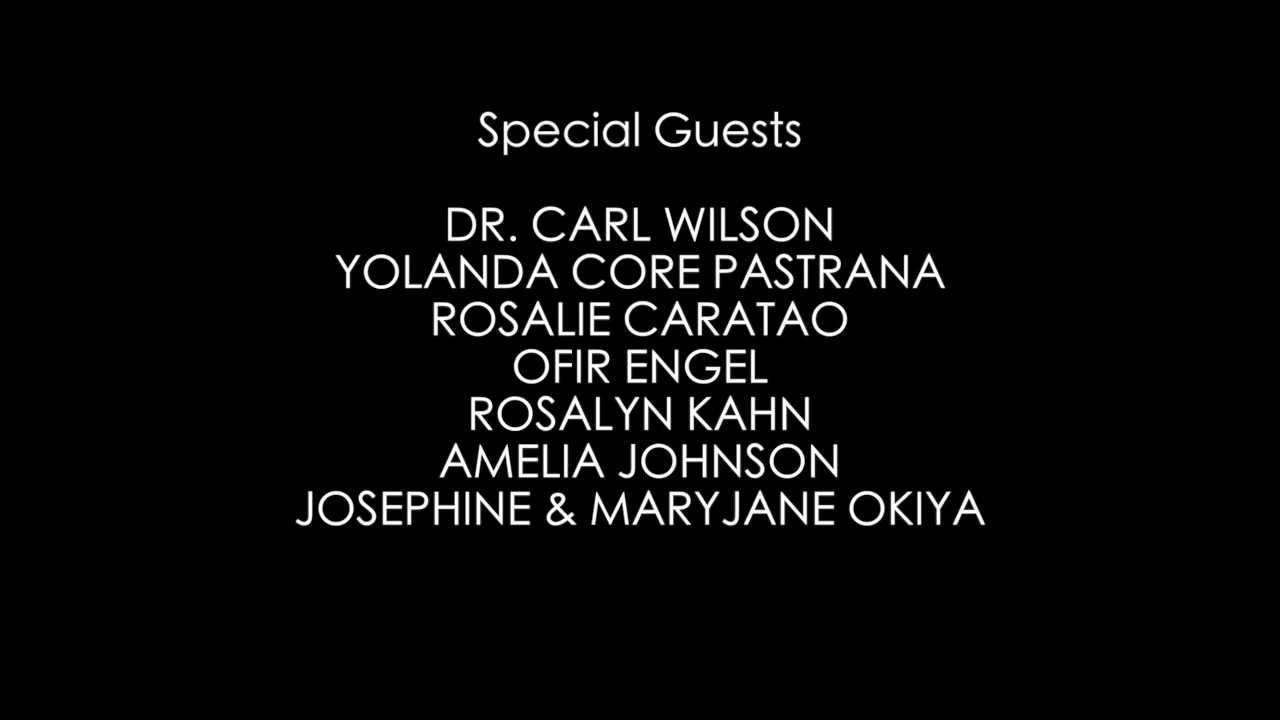 Special Guests
DR. CARL WILSON
YOLANDA CORE PASTRANA
ROSALIE CARATAO
OFIR ENGEL
ROSALYN KAHN
AMELIA JOHNSON
JOSEPHINE & MARYJANE OKIYA